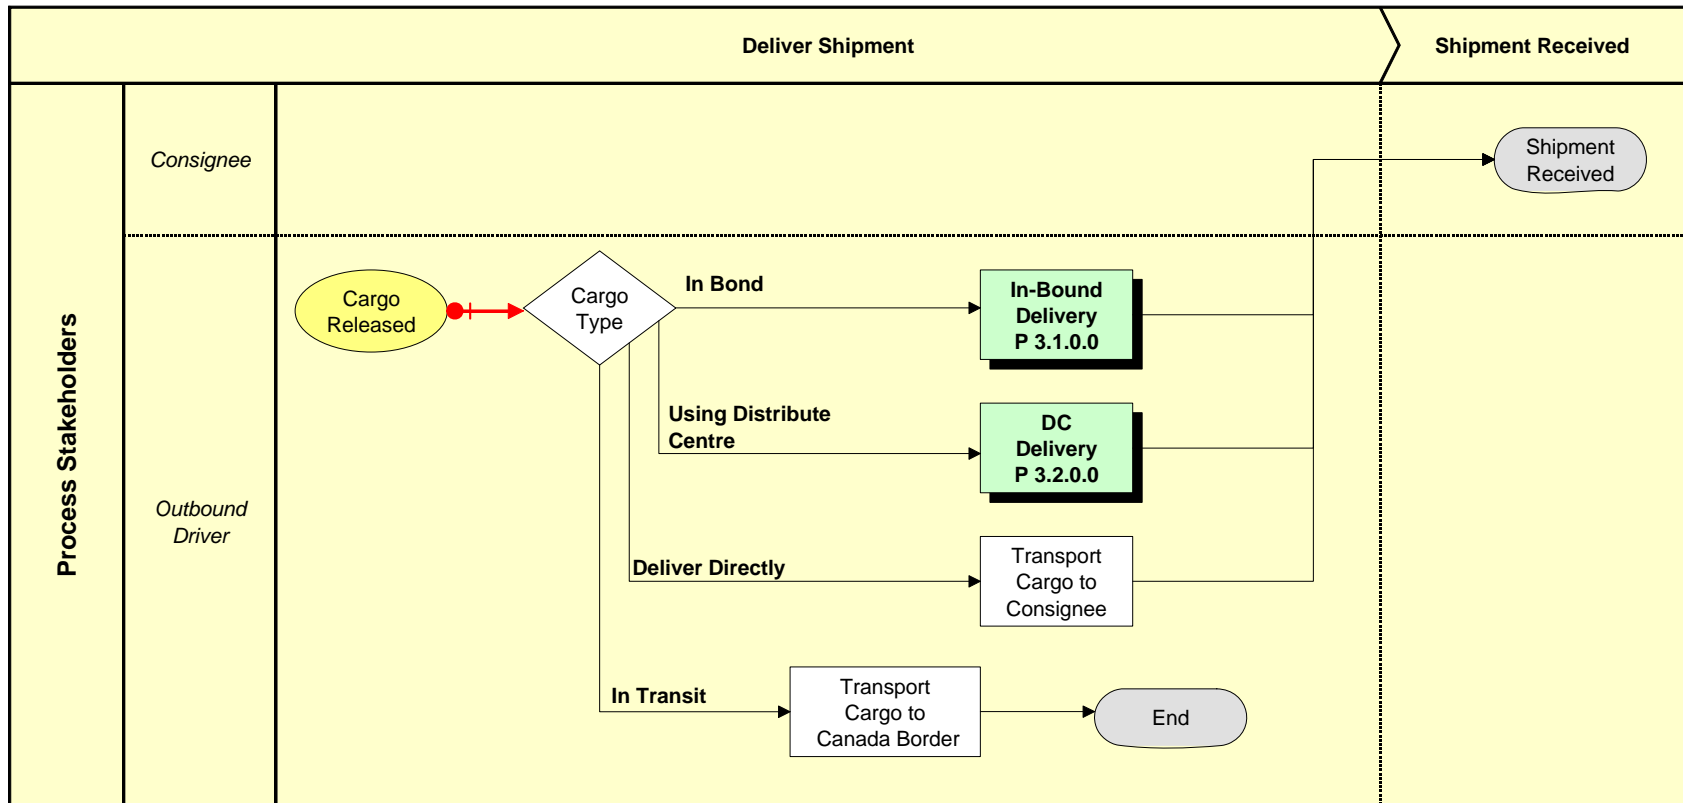 Deliver Shipment
Shipment Received
Process Stakeholders
Consignee
Shipment
Received
Outbound
Driver
Cargo
Released
Cargo
Type
In Bond
In-Bound
Delivery
P 3.1.0.0
Using Distribute
Centre
DC
Delivery
P 3.2.0.0
Deliver Directly
Transport
Cargo to
Consignee
In Transit
Transport
Cargo to
Canada Border
End